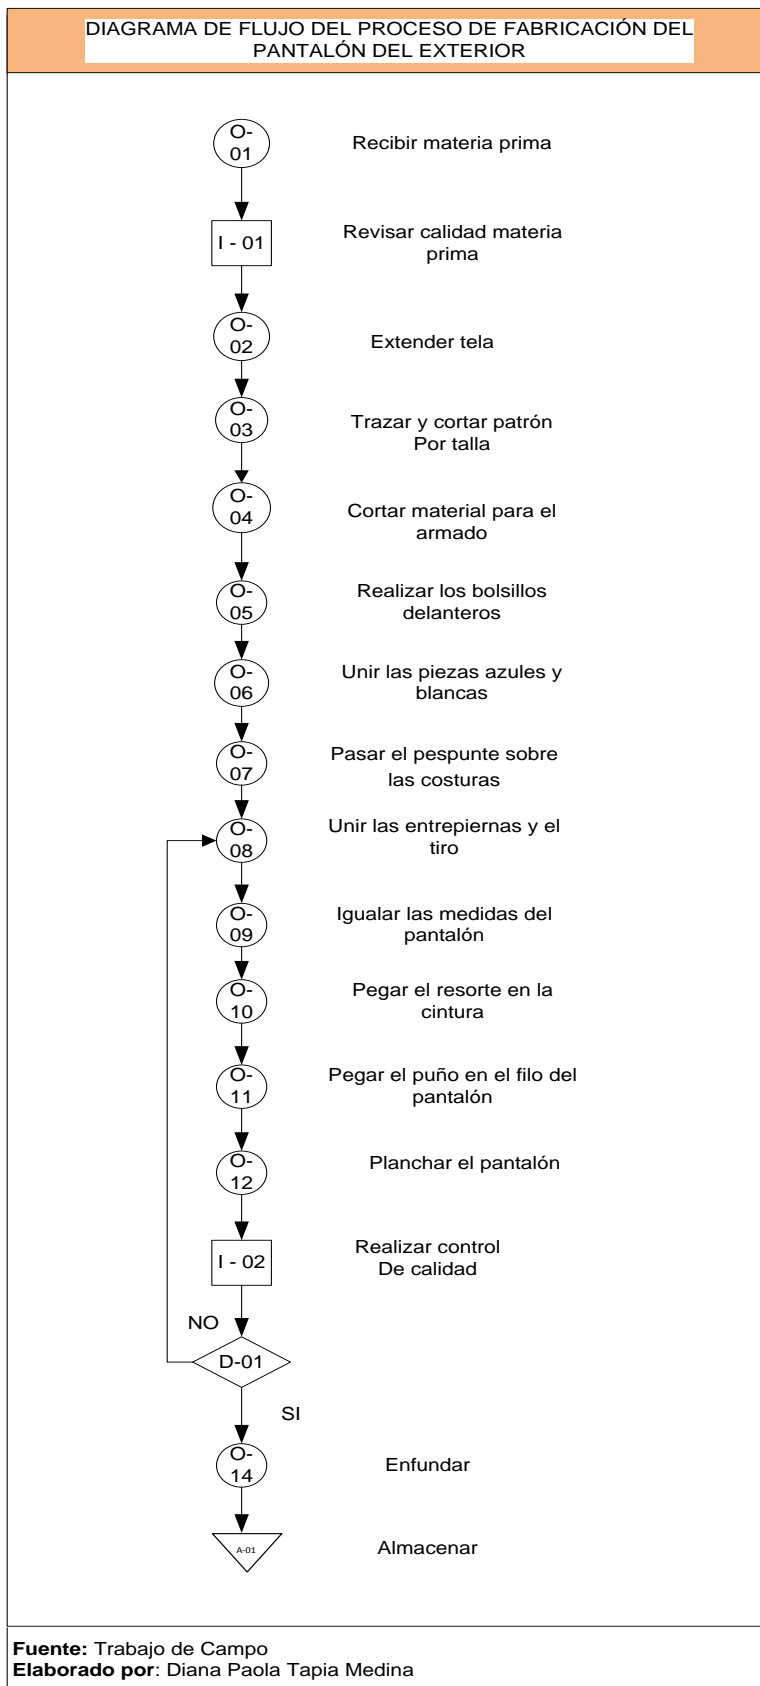 DIAGRAMA DE FLUJO DEL PROCESO DE FABRICACIÓN DEL
PANTALÓN DEL EXTERIOR
O-
01
Recibir materia prima
I - 01
Revisar calidad materia
prima
O-
02
Extender tela
O-
03
Trazar y cortar patrón
Por talla
O-
04
Cortar material para el
armado
O-
05
Realizar los bolsillos
delanteros
O-
06
Unir las piezas azules y
blancas
O-
07
Pasar el pespunte sobre
las costuras
O-
08
Unir las entrepiernas y el
tiro
O-
09
Igualar las medidas del
pantalón
O-
10
Pegar el resorte en la
cintura
O-
11
Pegar el puño en el filo del
pantalón
O-
12
Planchar el pantalón
I - 02
Realizar control
De calidad
NO
D-01
SI
O-
14
Enfundar
A-01
Almacenar
Fuente: Trabajo de Campo
Elaborado por: Diana Paola Tapia Medina